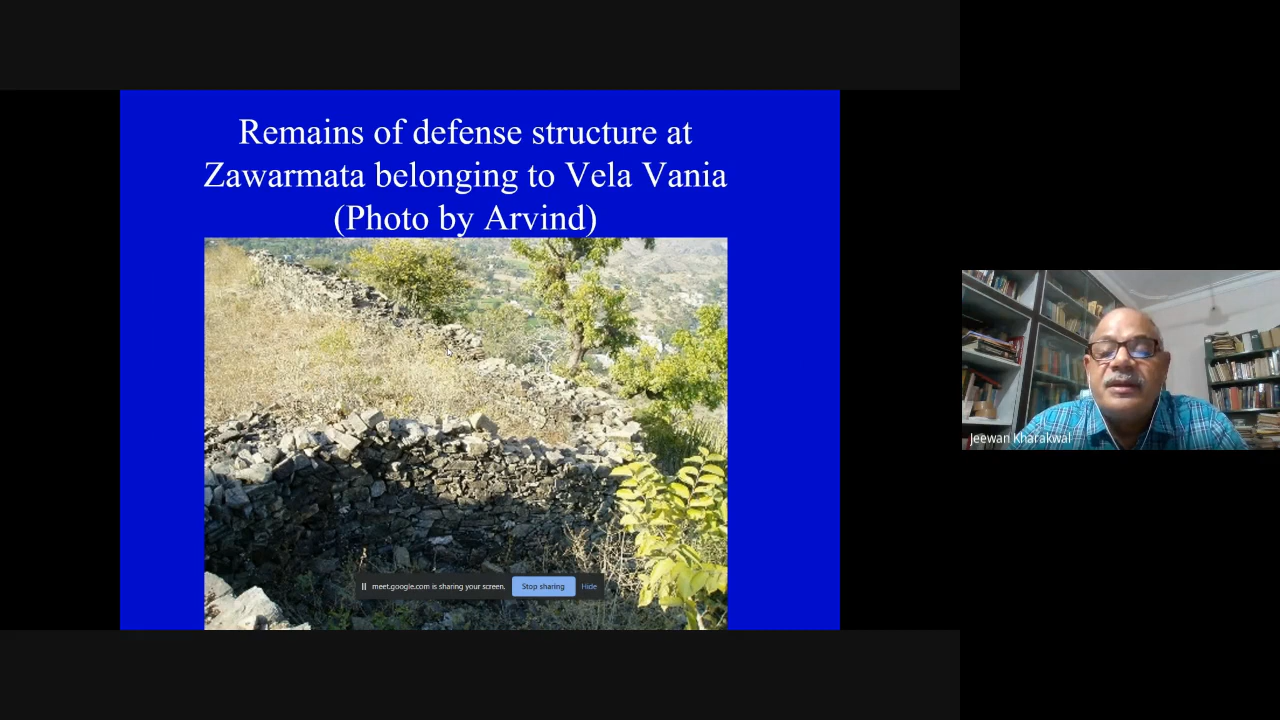 Remains of defense structure at
Zawarmata belonging to Vela Vania
(Photo by Arvind)
meet.google.com is sharing your screen. Stop sharing Hide
Jeewan Kharakwal